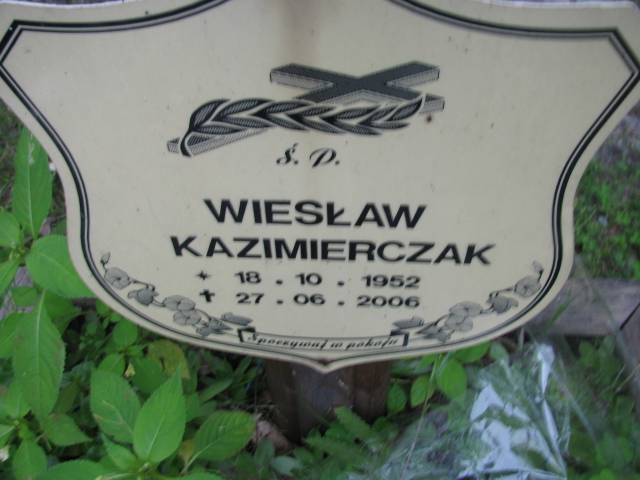 Ś. P.
WIESŁAW
KAZIMIERCZAK
* 18.10.1952
✝ 27.06.2006
Spoczywaj w pokoju